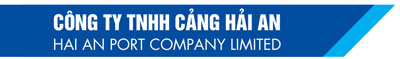 CÔNG TY TNHH CẢNG HẢI AN
HAI AN PORT COMPANY LIMITED